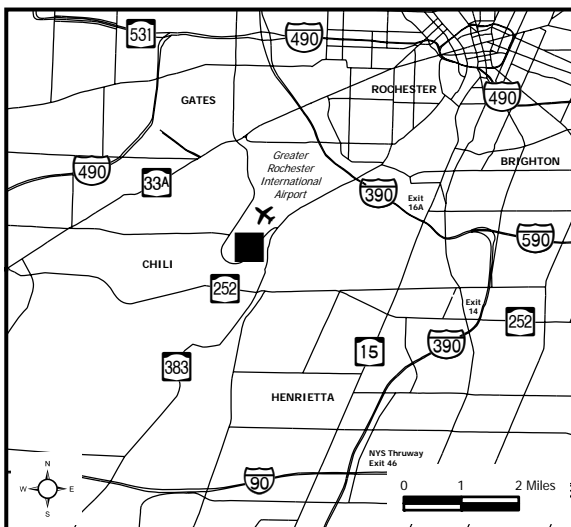 531
490
ROCHESTER
GATES
490
490
33A
Greater
Rochester
International
Airport
BRIGHTON
390
Exit
16A
590
CHILI
252
Exit
14
252
15
390
383
HENRIETTA
NYS Thruway
Exit 46
90
N
W
E
S
0 1 2 Miles